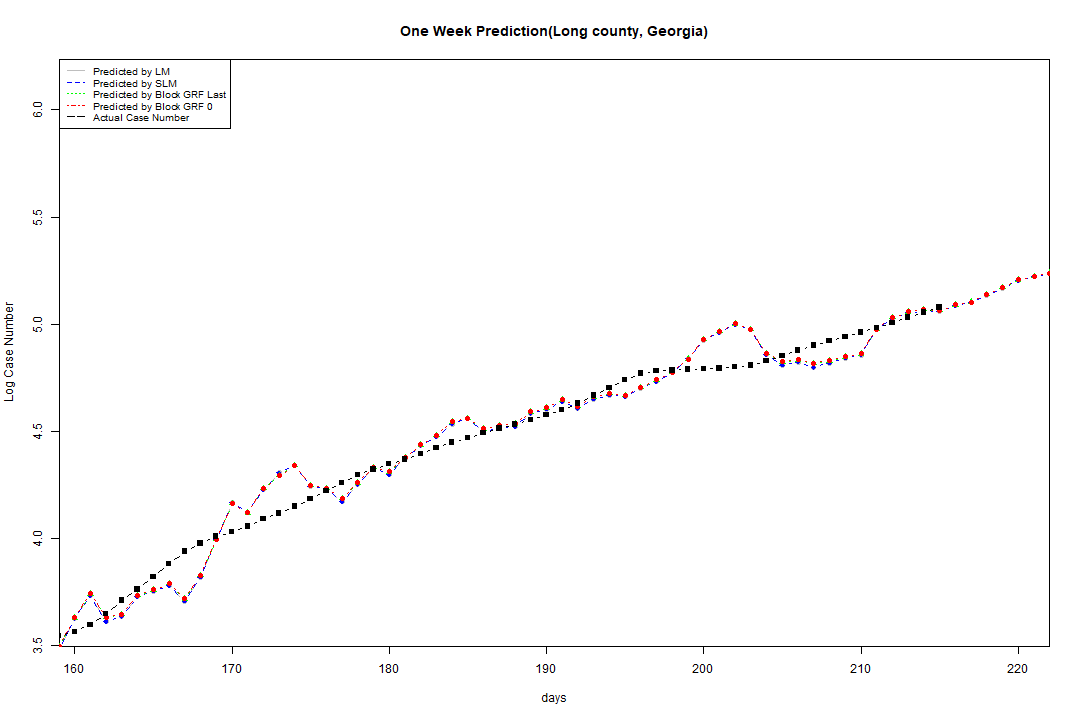 One Week Prediction(Long county, Georgia)
Predicted by LM
Predicted by SLM
Predicted by Block GRF Last
Predicted by Block GRF 0
Actual Case Number
6.0
5.5
5.0
4.5
4.0
3.5
Log Case Number
160 170 180 190 200 210 220
days